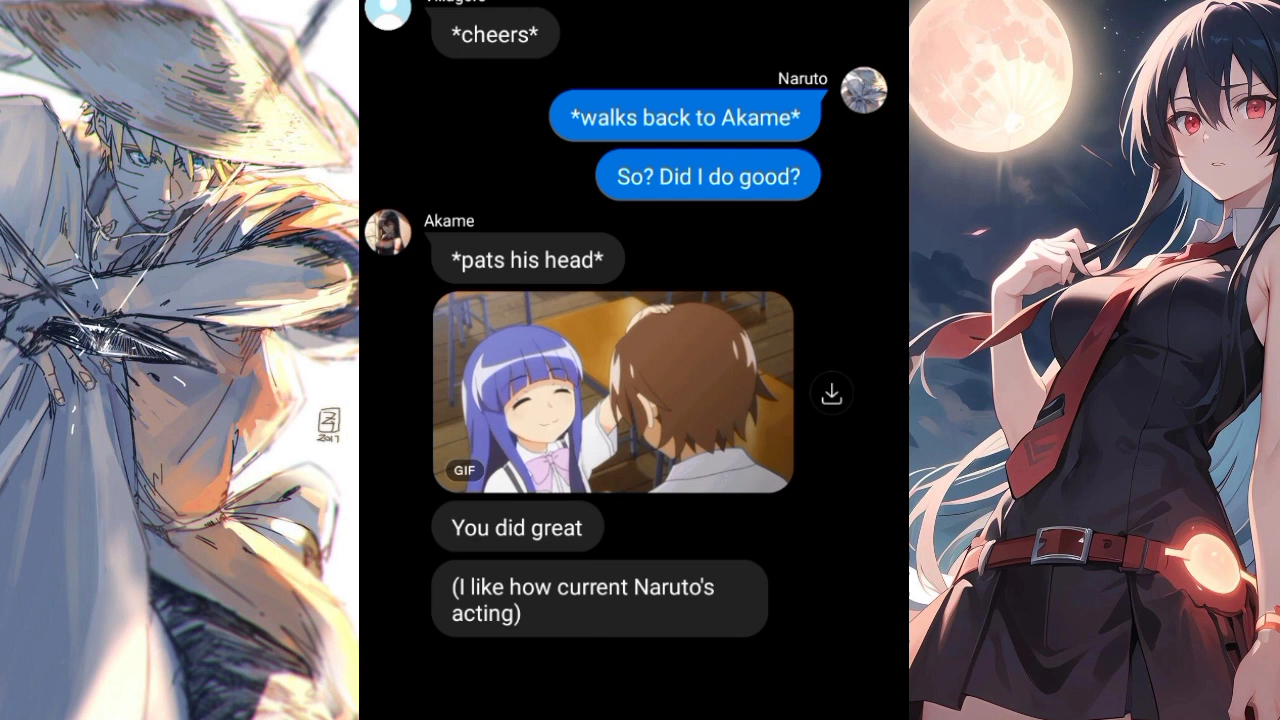 *cheers*
Naruto
*walks back to Akame*
So? Did I do good?
Akame
*pats his head*
GIF
2017
You did great
(I like how current Naruto's
acting)